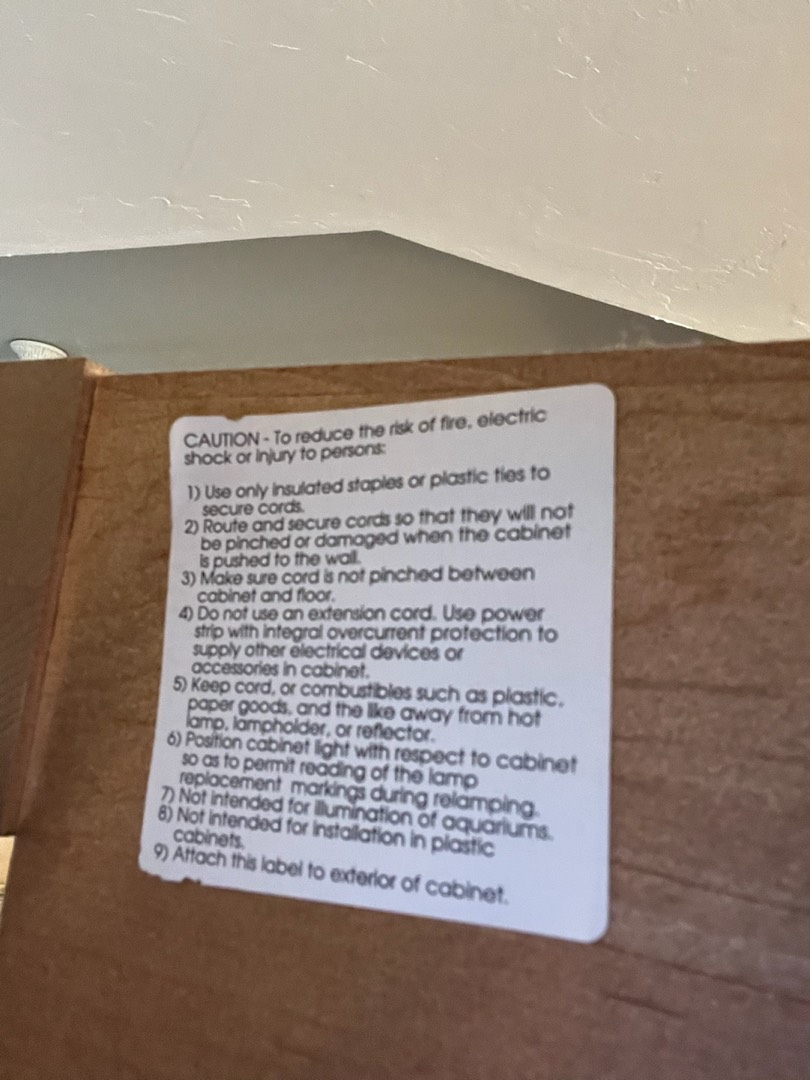 CAUTION - To reduce the risk of fire, electric
shock or injury to persons:
1) Use only insulated staples or plastic ties to
secure cords.
2) Route and secure cords so that they will not
be pinched or damaged when the cabinet
is pushed to the wall.
3) Make sure cord is not pinched between
cabinet and floor.
4) Do not use an extension cord. Use power
strip with integral overcurrent protection to
supply other electrical devices or
accessories in cabinet.
5) Keep cord, or combustibles such as plastic,
paper goods, and the like away from hot
lamp, lampholder, or reflector.
6) Position cabinet light with respect to cabinet
so as to permit reading of the lamp
replacement markings during relamping.
7) Not intended for illumination of aquariums.
8) Not intended for installation in plastic
cabinets.
9) Attach this label to exterior of cabinet.